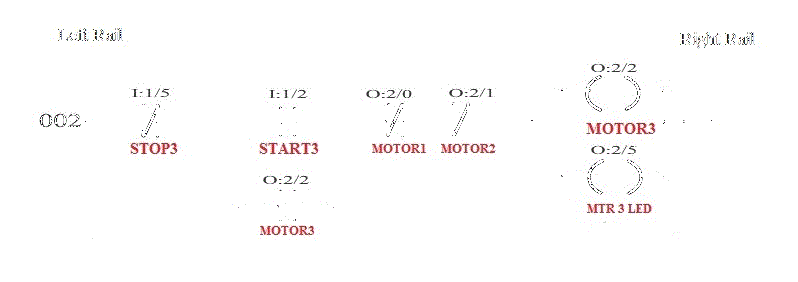 Left Rail
Right Rail
O:2/2
I:1/5 I:1/2 O:2/0 O:2/1
002
MOTOR3
STOP3 START3 MOTOR1 MOTOR2
O:2/5
O:2/2
MTR 3 LED
MOTOR3